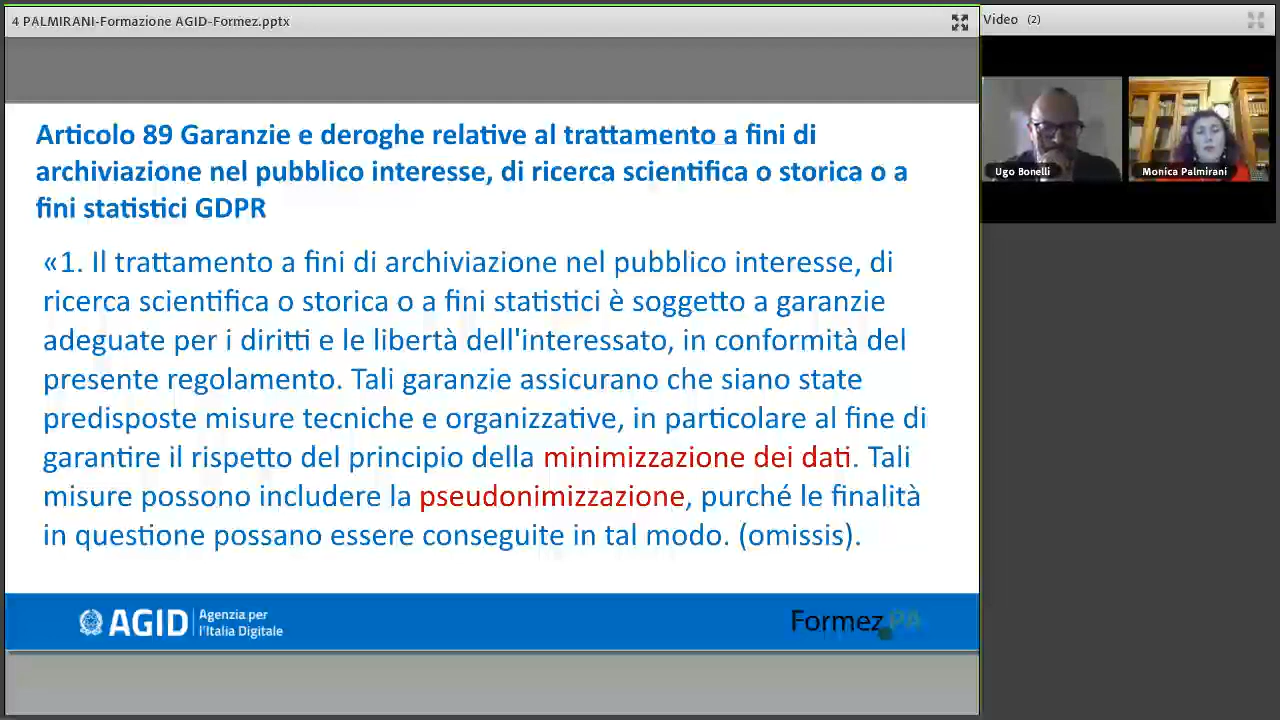 4 PALMIRANI-Formazione AGID-Formez.pptx
Video (2)
Ugo Bonelli
Monica Palmirani
Articolo 89 Garanzie e deroghe relative al trattamento a fini di
archiviazione nel pubblico interesse, di ricerca scientifica o storica o a
fini statistici GDPR
«1. Il trattamento a fini di archiviazione nel pubblico interesse, di
ricerca scientifica o storica o a fini statistici è soggetto a garanzie
adeguate per i diritti e le libertà dell'interessato, in conformità del
presente regolamento. Tali garanzie assicurano che siano state
predisposte misure tecniche e organizzative, in particolare al fine di
garantire il rispetto del principio della minimizzazione dei dati. Tali
misure possono includere la pseudonimizzazione, purché le finalità
in questione possano essere conseguite in tal modo. (omissis).
AGID
Agenzia per
l'Italia Digitale
Formez PA